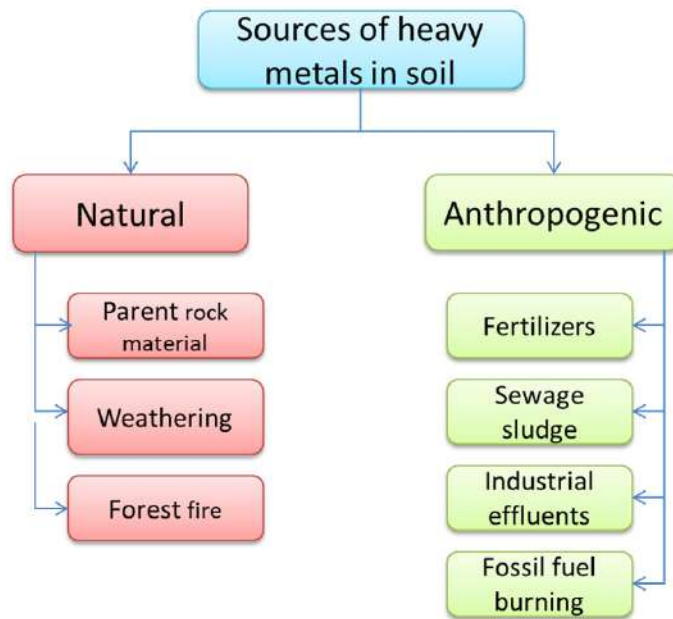 Sources of heavy
metals in soil
Natural
Parent rock
material
Weathering
Forest fire
Anthropogenic
Fertilizers
Sewage
sludge
Industrial
effluents
Fossil fuel
burning